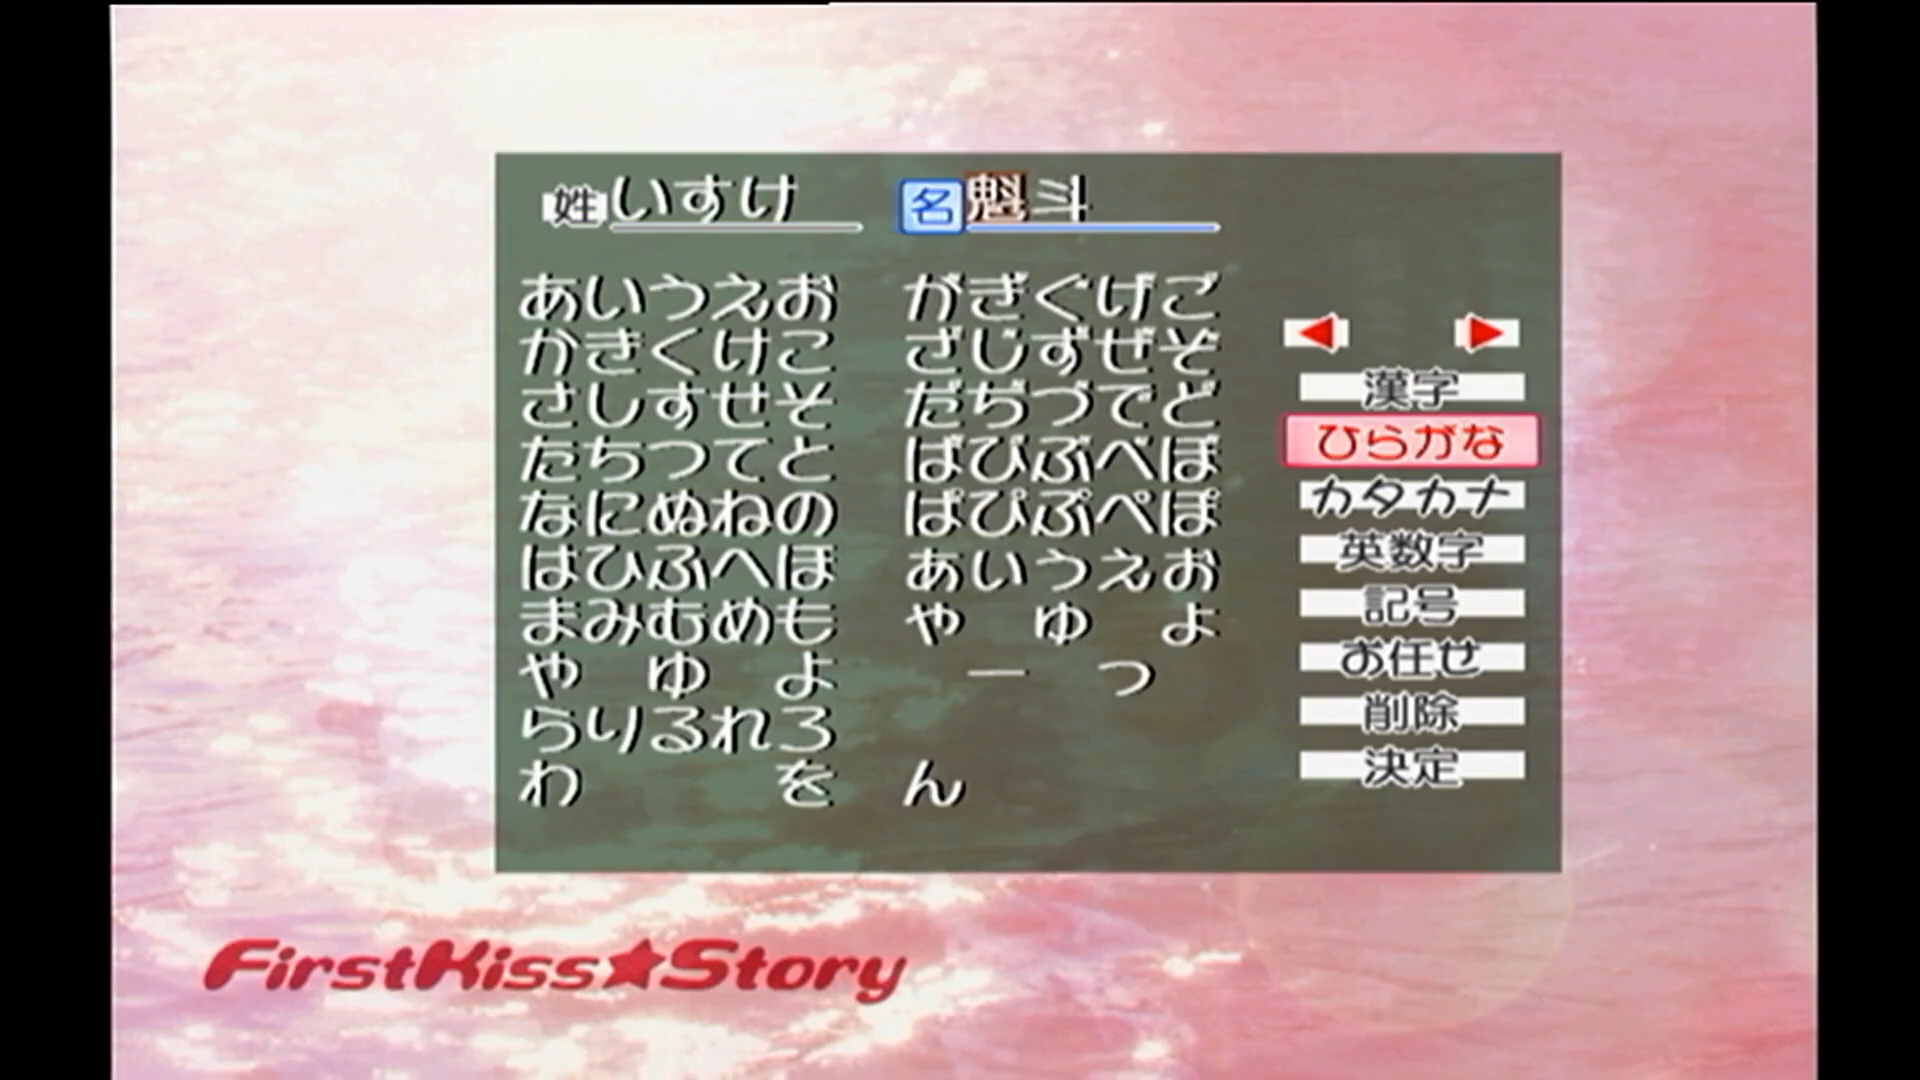 姓 いすけ 名 魁斗
あいうえお がぎぐげご
かきくけこ ざじずぜぞ
さしすせそ だぢづでど
たちつてと ばびぶべぼ
なにぬねの ぱぴぷぺぽ
はひふへほ ぁぃぅぇぉ
まみむめも ゃ ゅ ょ
や ゆ よ ー っ
らりるれろ
わ を ん
漢字
ひらがな
カタカナ
英数字
記号
お任せ
削除
決定
FirstKiss★Story